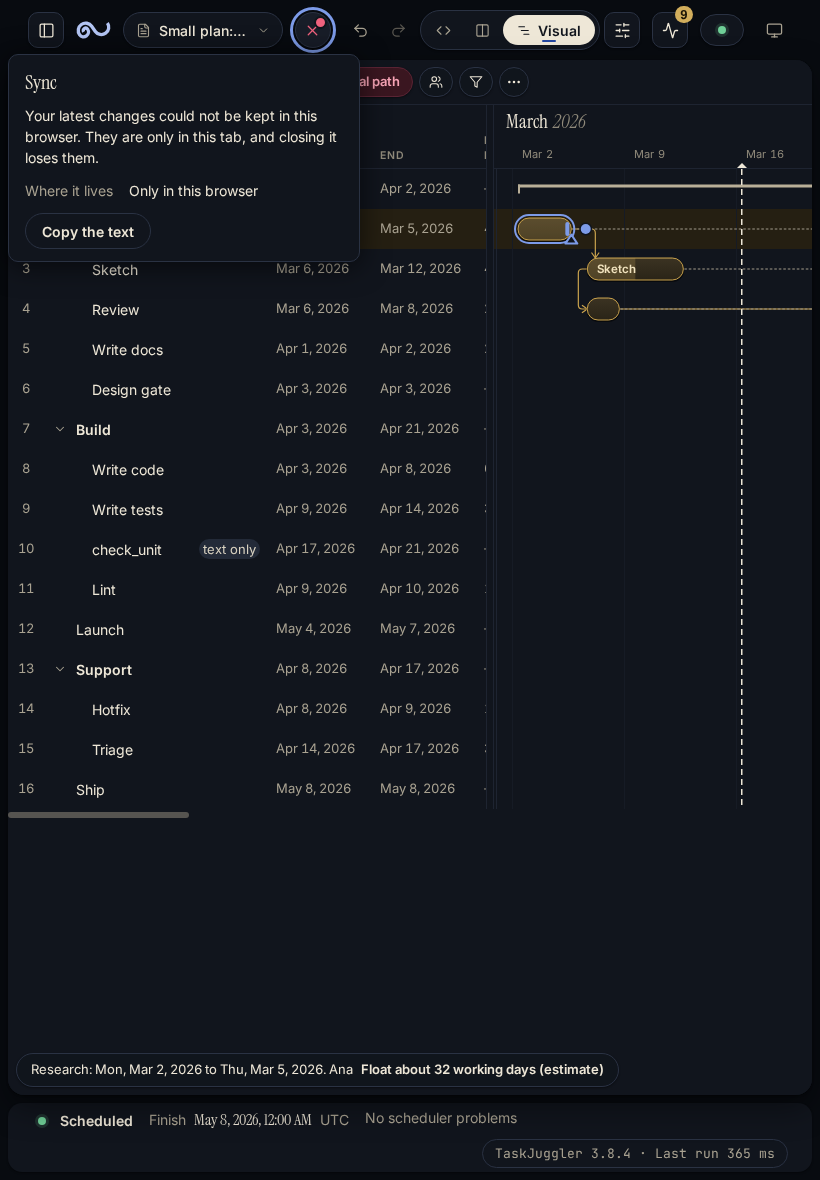 Small plan:...
Visual
9
Sync
Your latest changes could not be kept in this
browser. They are only in this tab, and closing it
loses them.
Where it lives Only in this browser
Copy the text
al path
March 2026
END
Mar 2 Mar 9 Mar 16
Apr 2, 2026
Mar 5, 2026
3 Sketch Mar 6, 2026 Mar 12, 2026 Sketch
4 Review Mar 6, 2026 Mar 8, 2026
5 Write docs Apr 1, 2026 Apr 2, 2026
6 Design gate Apr 3, 2026 Apr 3, 2026
7 Build Apr 3, 2026 Apr 21, 2026
8 Write code Apr 3, 2026 Apr 8, 2026
9 Write tests Apr 9, 2026 Apr 14, 2026
10 check_unit text only Apr 17, 2026 Apr 21, 2026
11 Lint Apr 9, 2026 Apr 10, 2026
12 Launch May 4, 2026 May 7, 2026
13 Support Apr 8, 2026 Apr 17, 2026
14 Hotfix Apr 8, 2026 Apr 9, 2026
15 Triage Apr 14, 2026 Apr 17, 2026
16 Ship May 8, 2026 May 8, 2026
Research: Mon, Mar 2, 2026 to Thu, Mar 5, 2026. Ana Float about 32 working days (estimate)
Scheduled Finish May 8, 2026, 12:00 AM UTC No scheduler problems
TaskJuggler 3.8.4 · Last run 365 ms